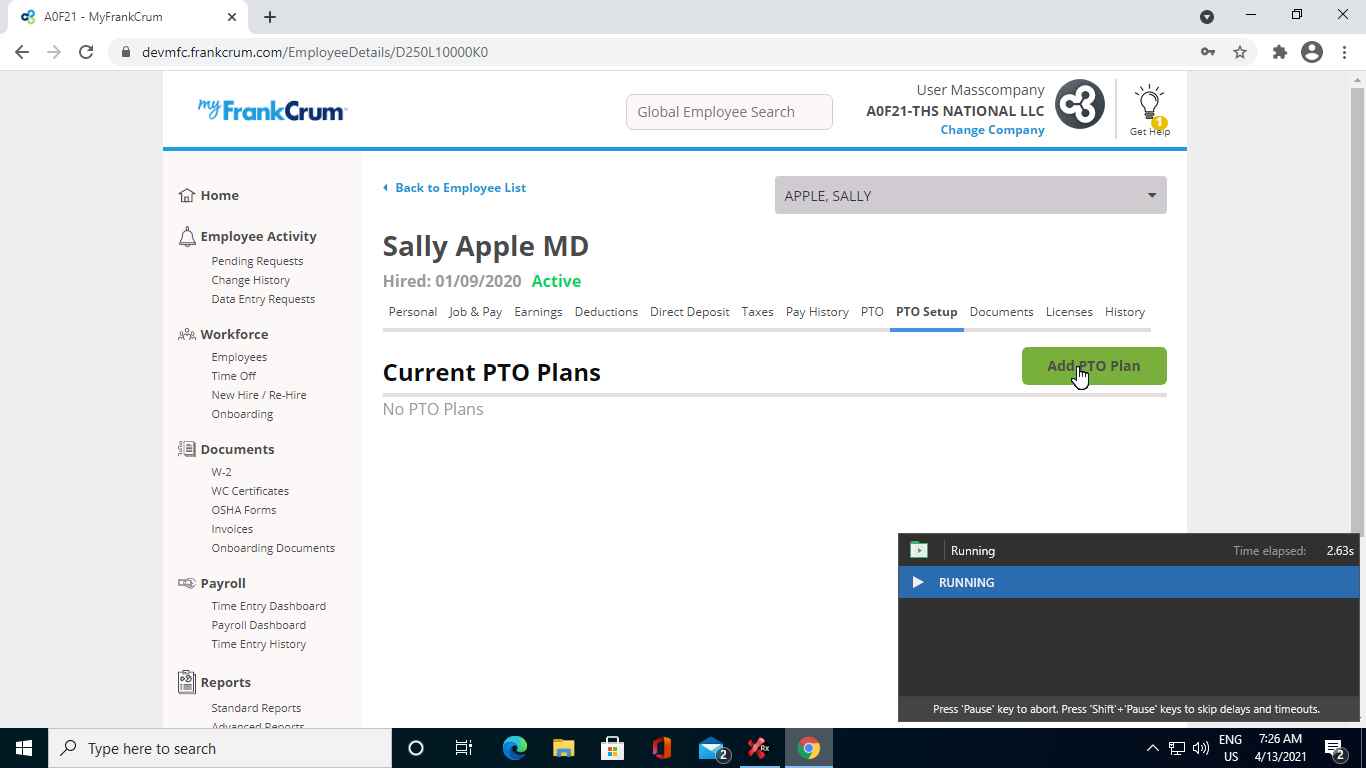 A0F21 - MyFrankCrum
devmfc.frankcrum.com/EmployeeDetails/D250L10000K0
myFrankCrum
Global Employee Search
User Masscompany
A0F21-THS NATIONAL LLC
Change Company
1
Get Help
Home
Employee Activity
Pending Requests
Change History
Data Entry Requests
Workforce
Employees
Time Off
New Hire / Re-Hire
Onboarding
Documents
W-2
WC Certificates
OSHA Forms
Invoices
Onboarding Documents
Payroll
Time Entry Dashboard
Payroll Dashboard
Time Entry History
Reports
Standard Reports
Advanced Reports
Back to Employee List
APPLE, SALLY
Sally Apple MD
Hired: 01/09/2020 Active
Personal Job & Pay Earnings Deductions Direct Deposit Taxes Pay History PTO PTO Setup Documents Licenses History
Current PTO Plans
Add PTO Plan
No PTO Plans
Running Time elapsed: 2.63s
RUNNING
Press 'Pause' key to abort. Press 'Shift'+'Pause' keys to skip delays and timeouts.
Type here to search
2
Rx
ENG
US
7:26 AM
4/13/2021
2